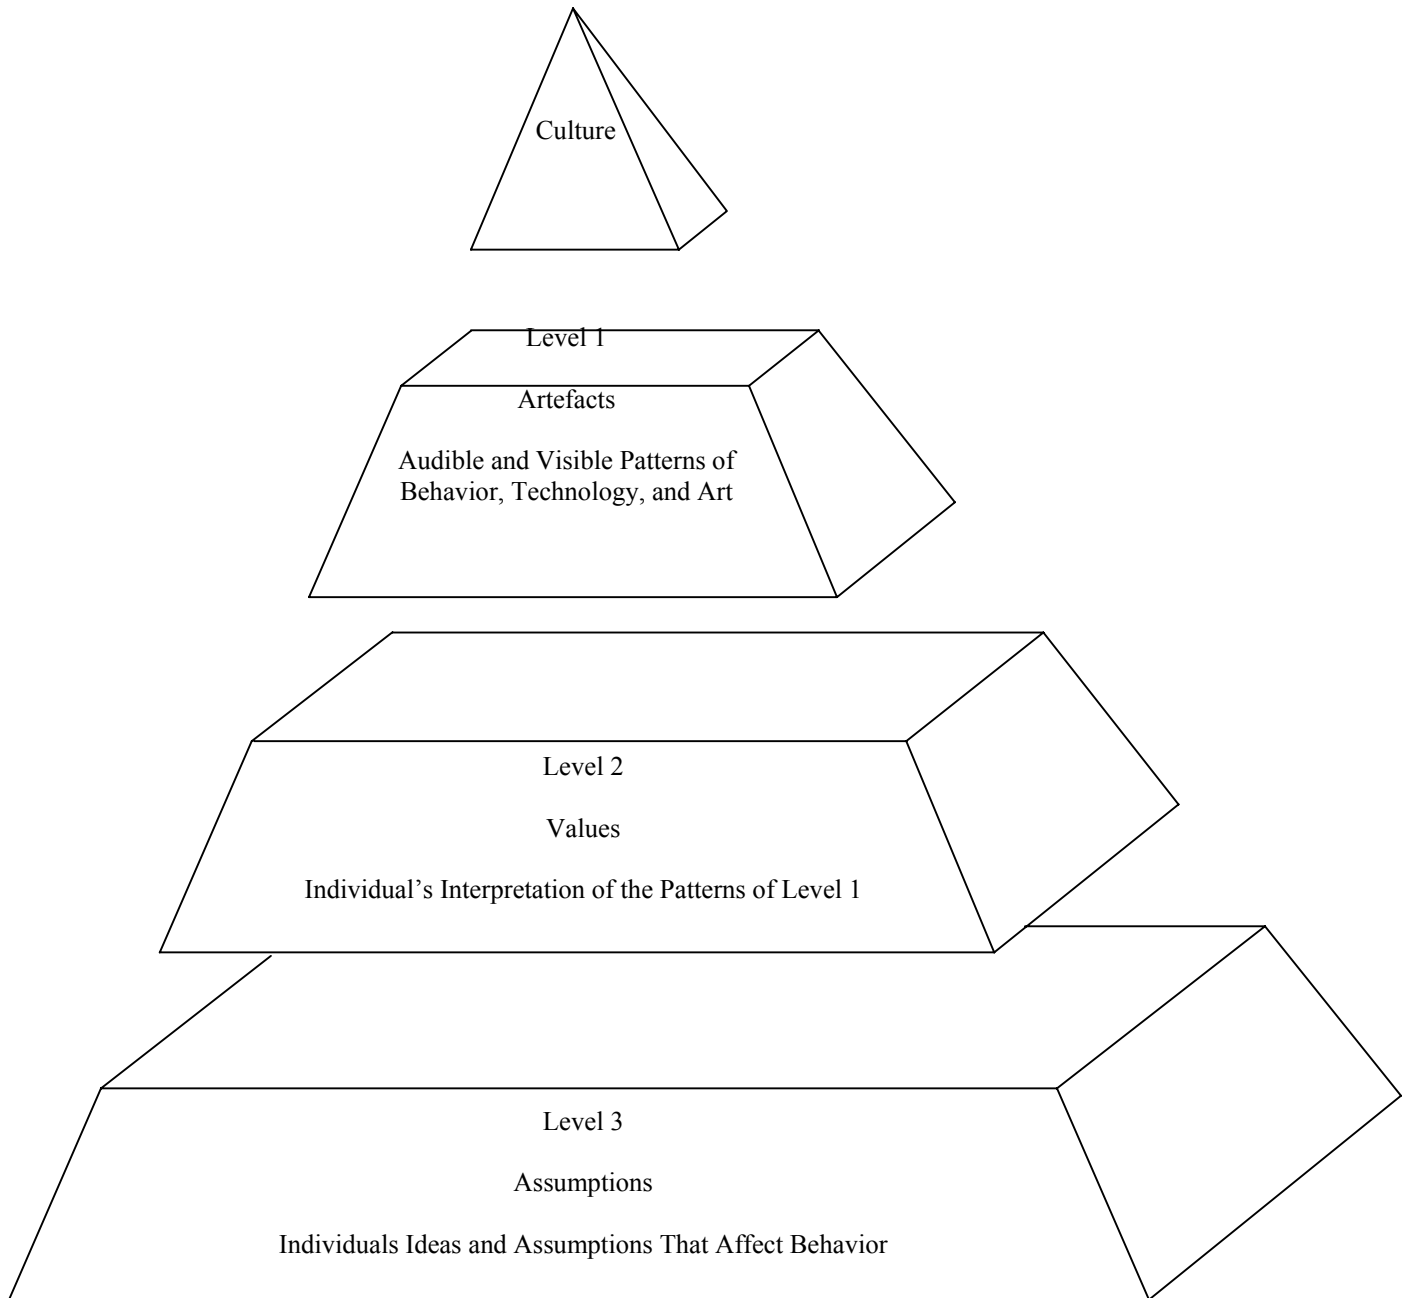 Culture
Level 1
Artefacts
Audible and Visible Patterns of
Behavior, Technology, and Art
Level 2
Values
Individual’s Interpretation of the Patterns of Level 1
Level 3
Assumptions
Individuals Ideas and Assumptions That Affect Behavior